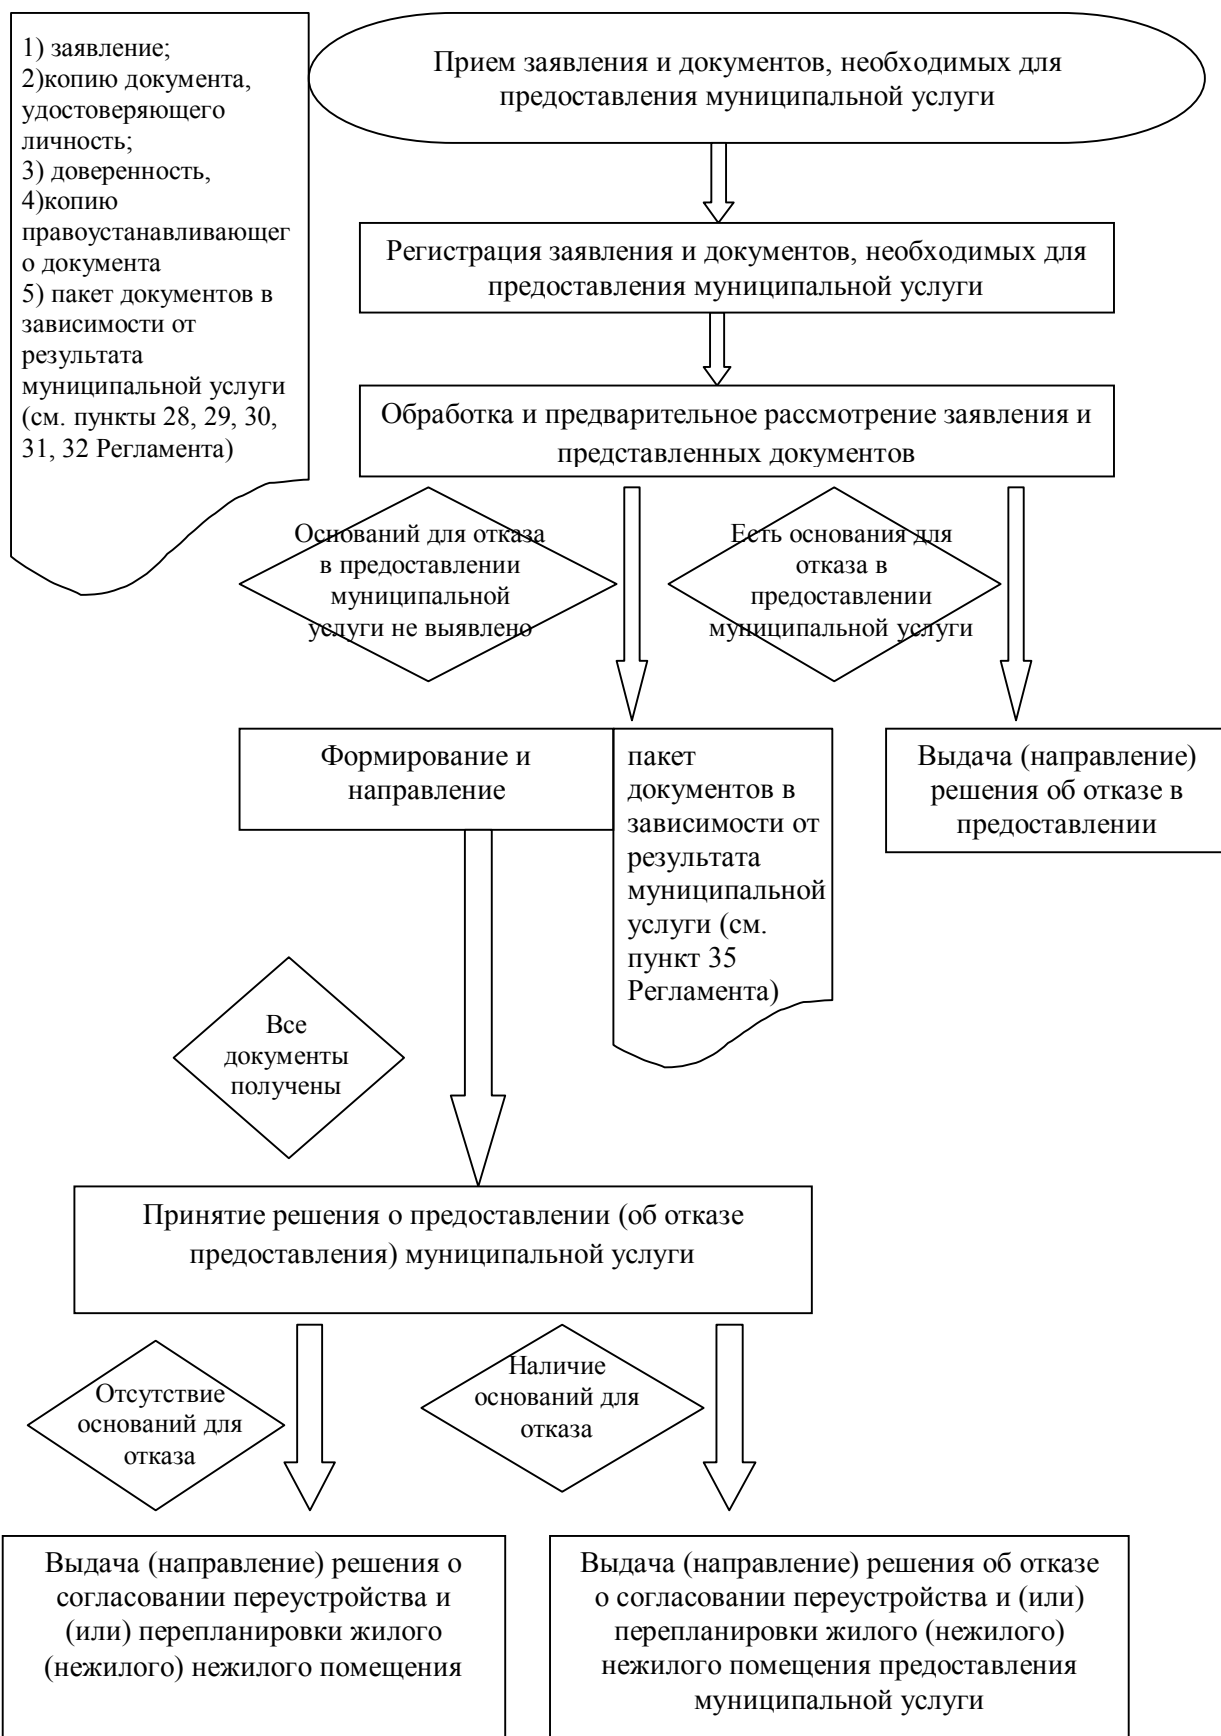 1) заявление;
2)копию документа,
удостоверяющего
личность;
3) доверенность,
4)копию
правоустанавливающег
о документа
5) пакет документов в
зависимости от
результата
муниципальной услуги
(см. пункты 28, 29, 30,
31, 32 Регламента)
Прием заявления и документов, необходимых для
предоставления муниципальной услуги
Регистрация заявления и документов, необходимых для
предоставления муниципальной услуги
Обработка и предварительное рассмотрение заявления и
представленных документов
Оснований для отказа
в предоставлении
муниципальной
услуги не выявлено
Есть основания для
отказа в
предоставлении
муниципальной услуги
Формирование и
направление
пакет
документов в
зависимости от
результата
муниципальной
услуги (см.
пункт 35
Регламента)
Выдача (направление)
решения об отказе в
предоставлении
Все
документы
получены
Принятие решения о предоставлении (об отказе
предоставления) муниципальной услуги
Отсутствие
оснований для
отказа
Наличие
оснований для
отказа
Выдача (направление) решения о
согласовании переустройства и
(или) перепланировки жилого
(нежилого) нежилого помещения
Выдача (направление) решения об отказе
о согласовании переустройства и (или)
перепланировки жилого (нежилого)
нежилого помещения предоставления
муниципальной услуги